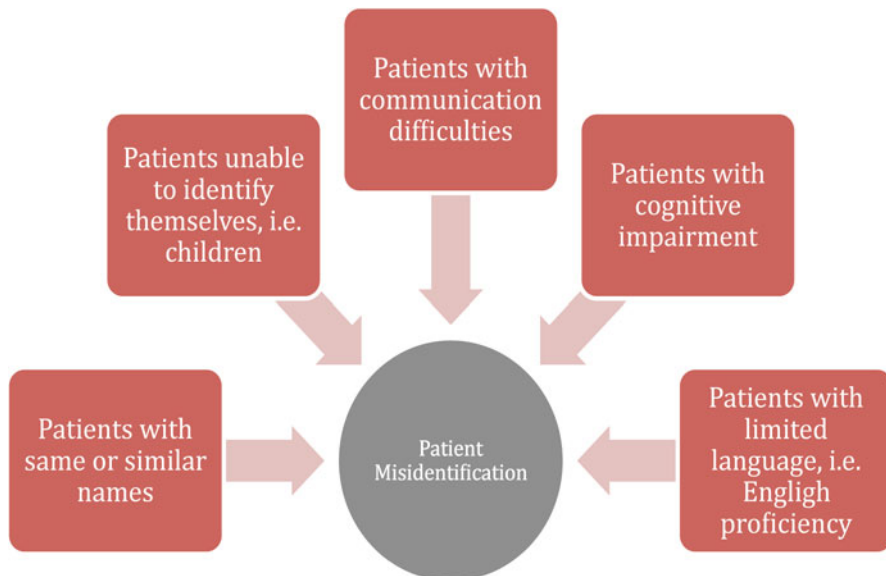 Patients with
communication
difficulties
Patients unable
to identify
themselves, i.e.
children
Patients with
cognitive
impairment
Patients with
same or similar
names
Patient
Misidentification
Patients with
limited
language, i.e.
Engligh
proficiency